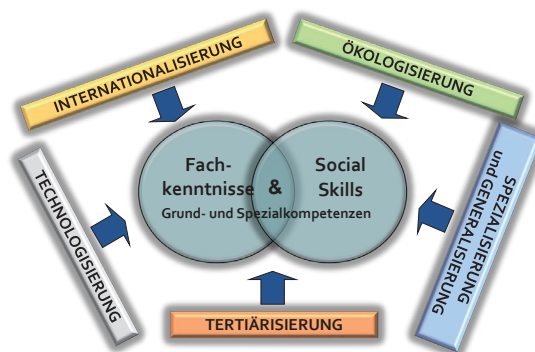 INTERNATIONALISIERUNG
ÖKOLOGISIERUNG
TECHNOLOGISIERUNG
Fach-
kenntnisse
&
Social
Skills
Grund- und Spezialkompetenzen
SPEZIALISIERUNG
und GENERALISIERUNG
TERTIÄRISIERUNG